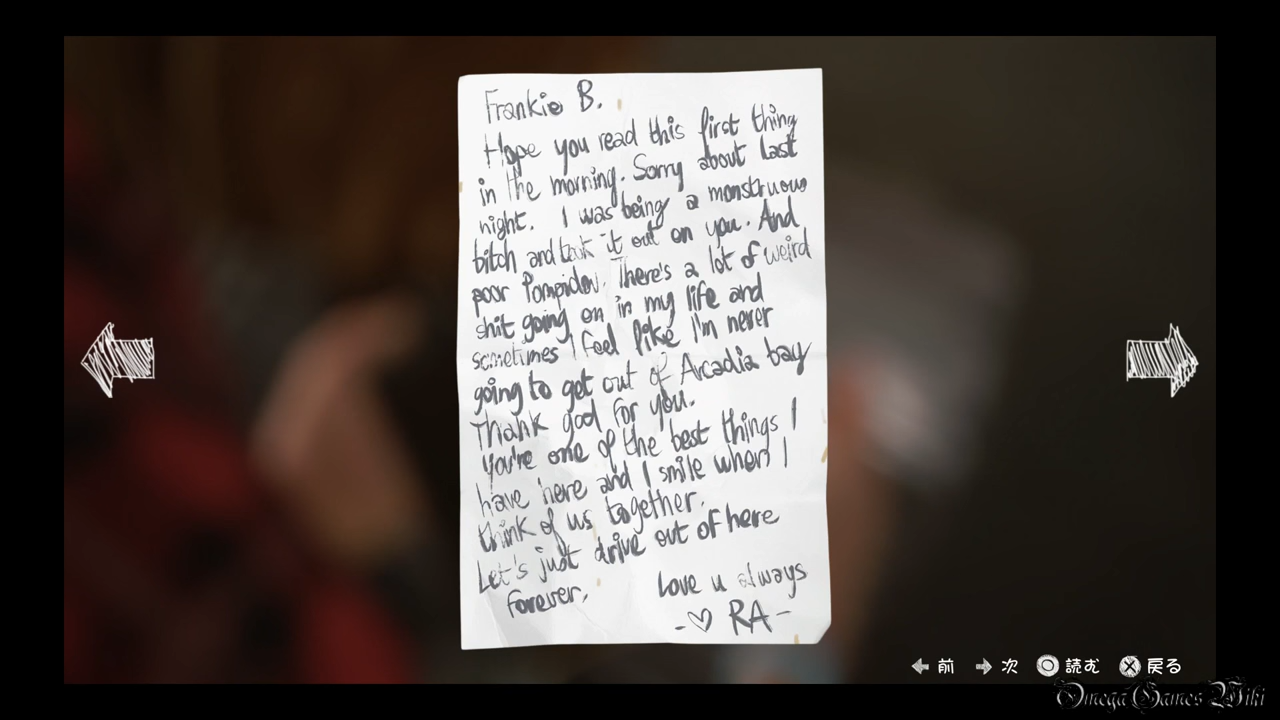 Frankie B.
Hope you read this first thing
in the morning. Sorry about last
night. I was being a monstruous
bitch and took it out on you. And
poor Pompidou. There's a lot of weird
shit going on in my life and
sometimes I feel like I'm never
going to get out of Arcadia bay
Thank god for you.
You're one of the best things I
have here and I smile when I
think of us together.
Let's just drive out of here
forever.
Love u always
-♡ RA-
前 次 読む 戻る
Omega Games Wiki